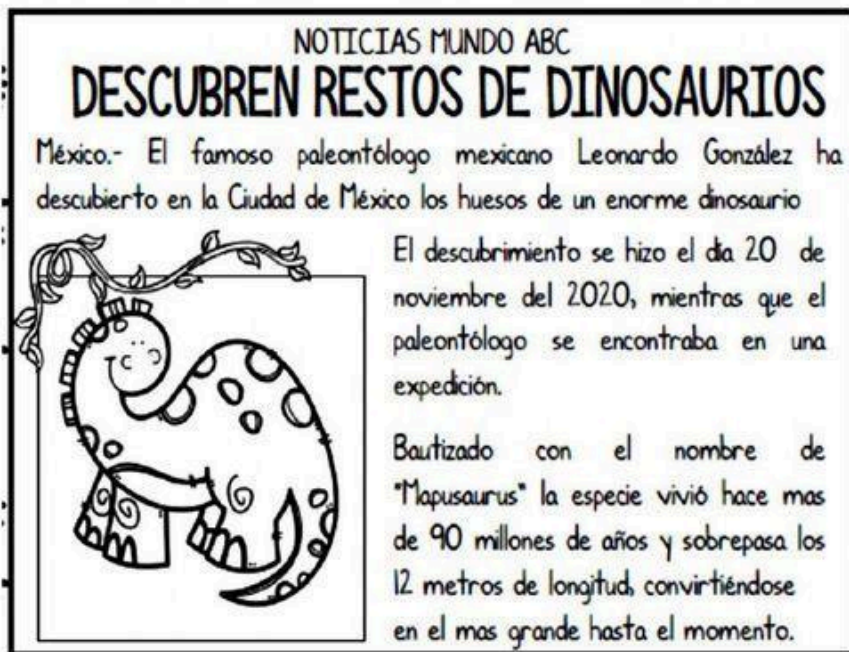 NOTICIAS MUNDO ABC
DESCUBREN RESTOS DE DINOSAURIOS
México.- El famoso paleontólogo mexicano Leonardo González ha
descubierto en la Ciudad de México los huesos de un enorme dinosaurio
El descubrimiento se hizo el día 20 de
noviembre del 2020, mientras que el
paleontólogo se encontraba en una
expedición.
Bautizado con el nombre de
"Mapusaurus" la especie vivió hace mas
de 90 millones de años y sobrepasa los
12 metros de longitud, convirtiéndose
en el mas grande hasta el momento.